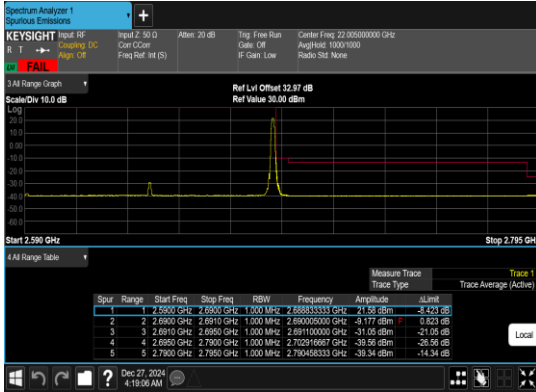 Spectrum Analyzer 1
Spurious Emissions
+
KEYSIGHT Input: RF Input Z: 50 Ω Atten: 20 dB Trig: Free Run Center Freq: 22.005000000 GHz
R T Coupling: DC Corr CCorr Gate: Off Avg|Hold: 1000/1000
Align: Off Freq Ref: Int (S) IF Gain: Low Radio Std: None
FAIL
3 All Range Graph
Ref Lvl Offset 32.97 dB
Scale/Div 10.0 dB Ref Value 30.00 dBm
Log
20.0
10.0
0.00
-10.0
-20.0
-30.0
-40.0
-50.0
-60.0
Start 2.590 GHz Stop 2.795 GH
4 All Range Table
Measure Trace Trace 1
Trace Type Trace Average (Active)
Spur Range Start Freq Stop Freq RBW Frequency Amplitude ΔLimit
1 1 2.5900 GHz 2.6900 GHz 1.000 MHz 2.688833333 GHz 21.58 dBm -8.423 dB
2 2 2.6900 GHz 2.6910 GHz 1.000 MHz 2.690005000 GHz -9.177 dBm F 0.823 dB
3 3 2.6910 GHz 2.6950 GHz 1.000 MHz 2.691100000 GHz -31.05 dBm -21.05 dB
4 4 2.6950 GHz 2.7900 GHz 1.000 MHz 2.702916667 GHz -39.56 dBm -26.56 dB
5 5 2.7900 GHz 2.7950 GHz 1.000 MHz 2.790458333 GHz -39.34 dBm -14.34 dB
Local
?
Dec 27, 2024
4:19:06 AM